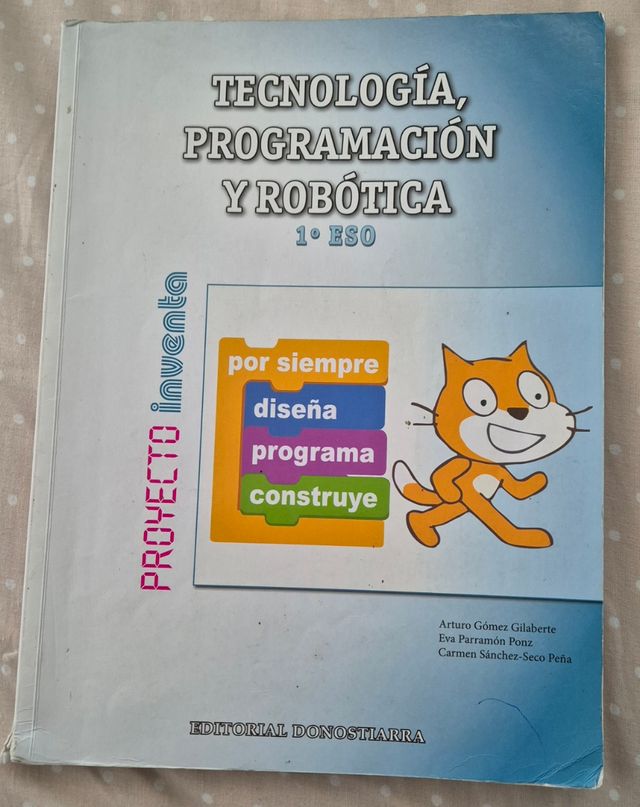 TECNOLOGÍA,
PROGRAMACIÓN
Y ROBÓTICA
1º ESO
PROYECTO inventa
por siempre
diseña
programa
construye
Arturo Gómez Gilaberte
Eva Parramón Ponz
Carmen Sánchez-Seco Peña
EDITORIAL DONOSTIARRA